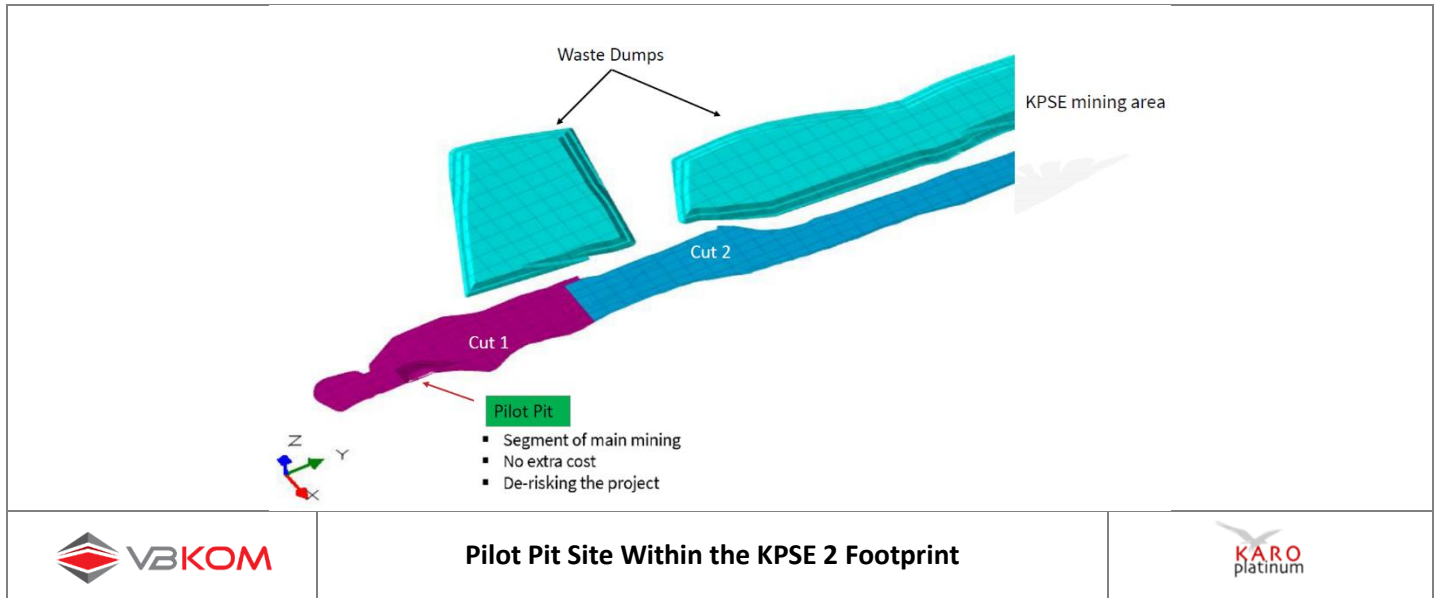 Waste Dumps
KPSE mining area
Cut 2
Cut 1
Pilot Pit
▪ Segment of main mining
▪ No extra cost
▪ De-risking the project
Z
Y
X
VBKOM
Pilot Pit Site Within the KPSE 2 Footprint
KARO
platinum